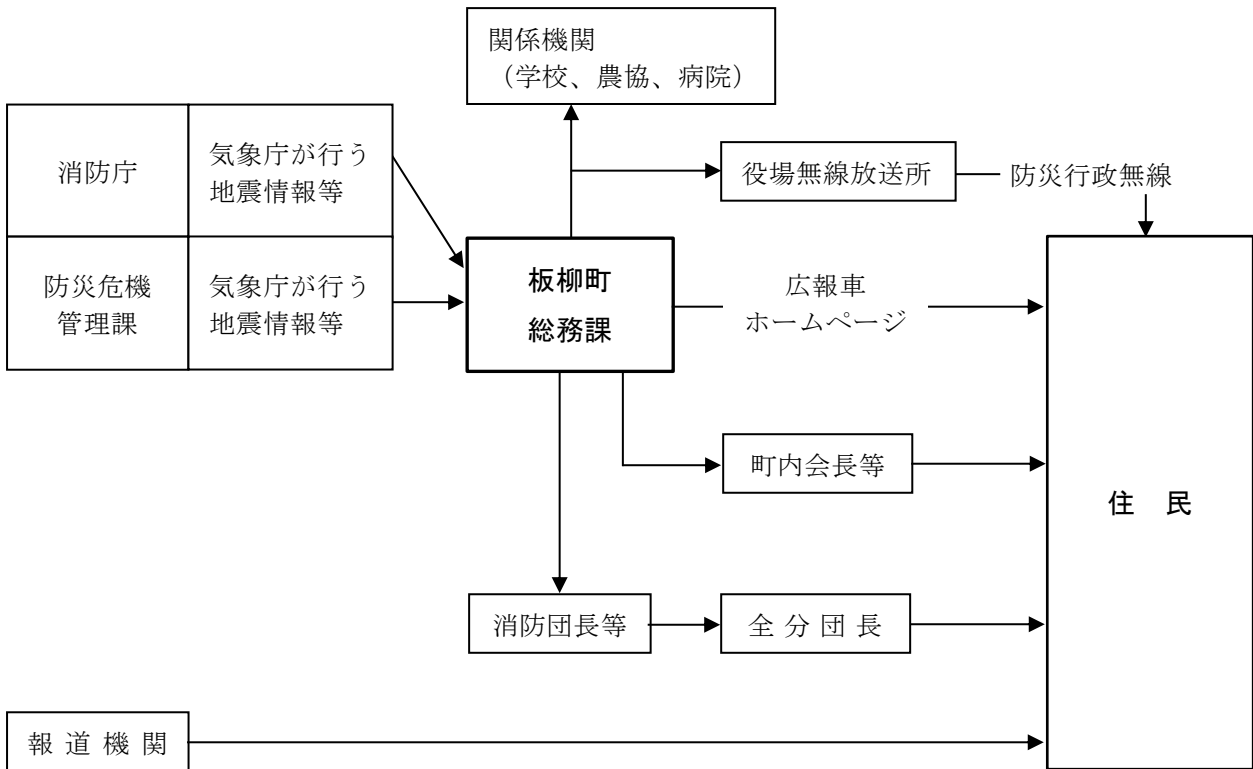 関係機関
（学校、農協、病院）
消防庁
気象庁が行う
地震情報等
役場無線放送所
防災行政無線
防災危機
管理課
気象庁が行う
地震情報等
板柳町
総務課
広報車
ホームページ
町内会長等
住　民
消防団長等
全 分 団 長
報 道 機 関